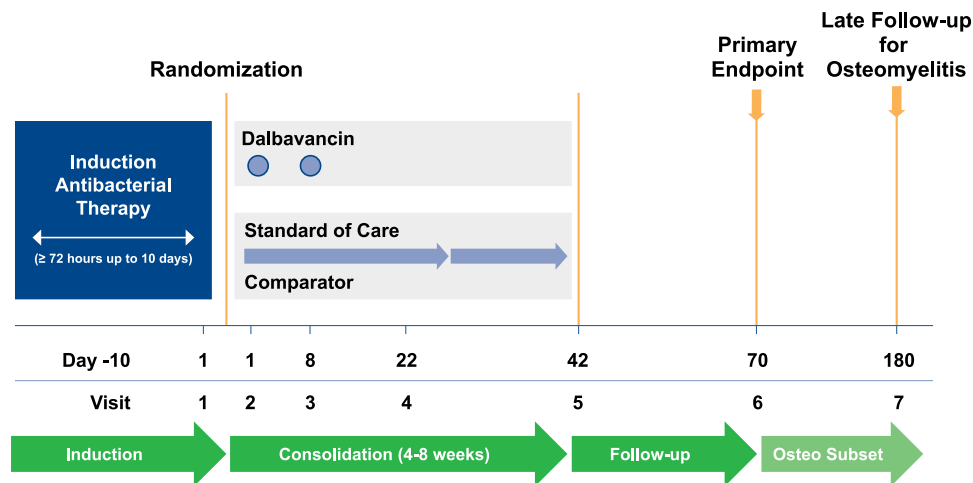 Randomization
Primary
Endpoint
Late Follow-up
for
Osteomyelitis
Induction
Antibacterial
Therapy
(≥ 72 hours up to 10 days)
Dalbavancin
Standard of Care
Comparator
Day -10 1 1 8 22 42 70 180
Visit 1 2 3 4 5 6 7
Induction Consolidation (4-8 weeks) Follow-up Osteo Subset